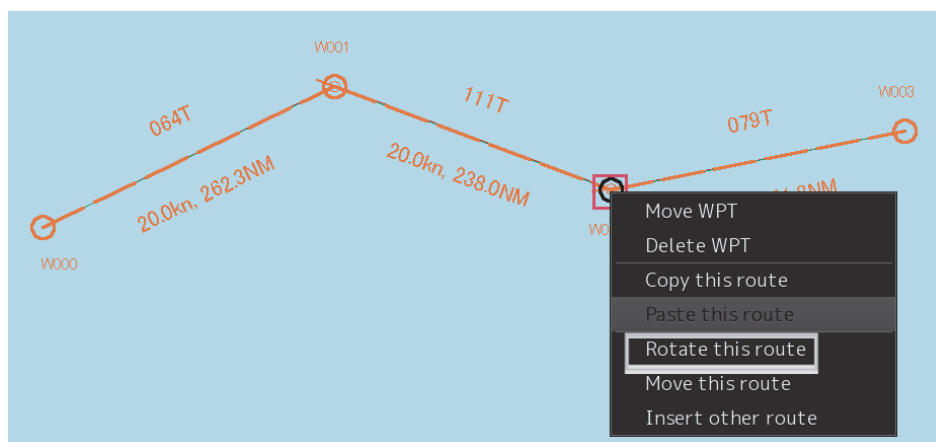 W001
W003
064T
111T
079T
20.0kn, 262.3NM
20.0kn, 238.0NM
W000
Move WPT
Delete WPT
Copy this route
Paste this route
Rotate this route
Move this route
Insert other route